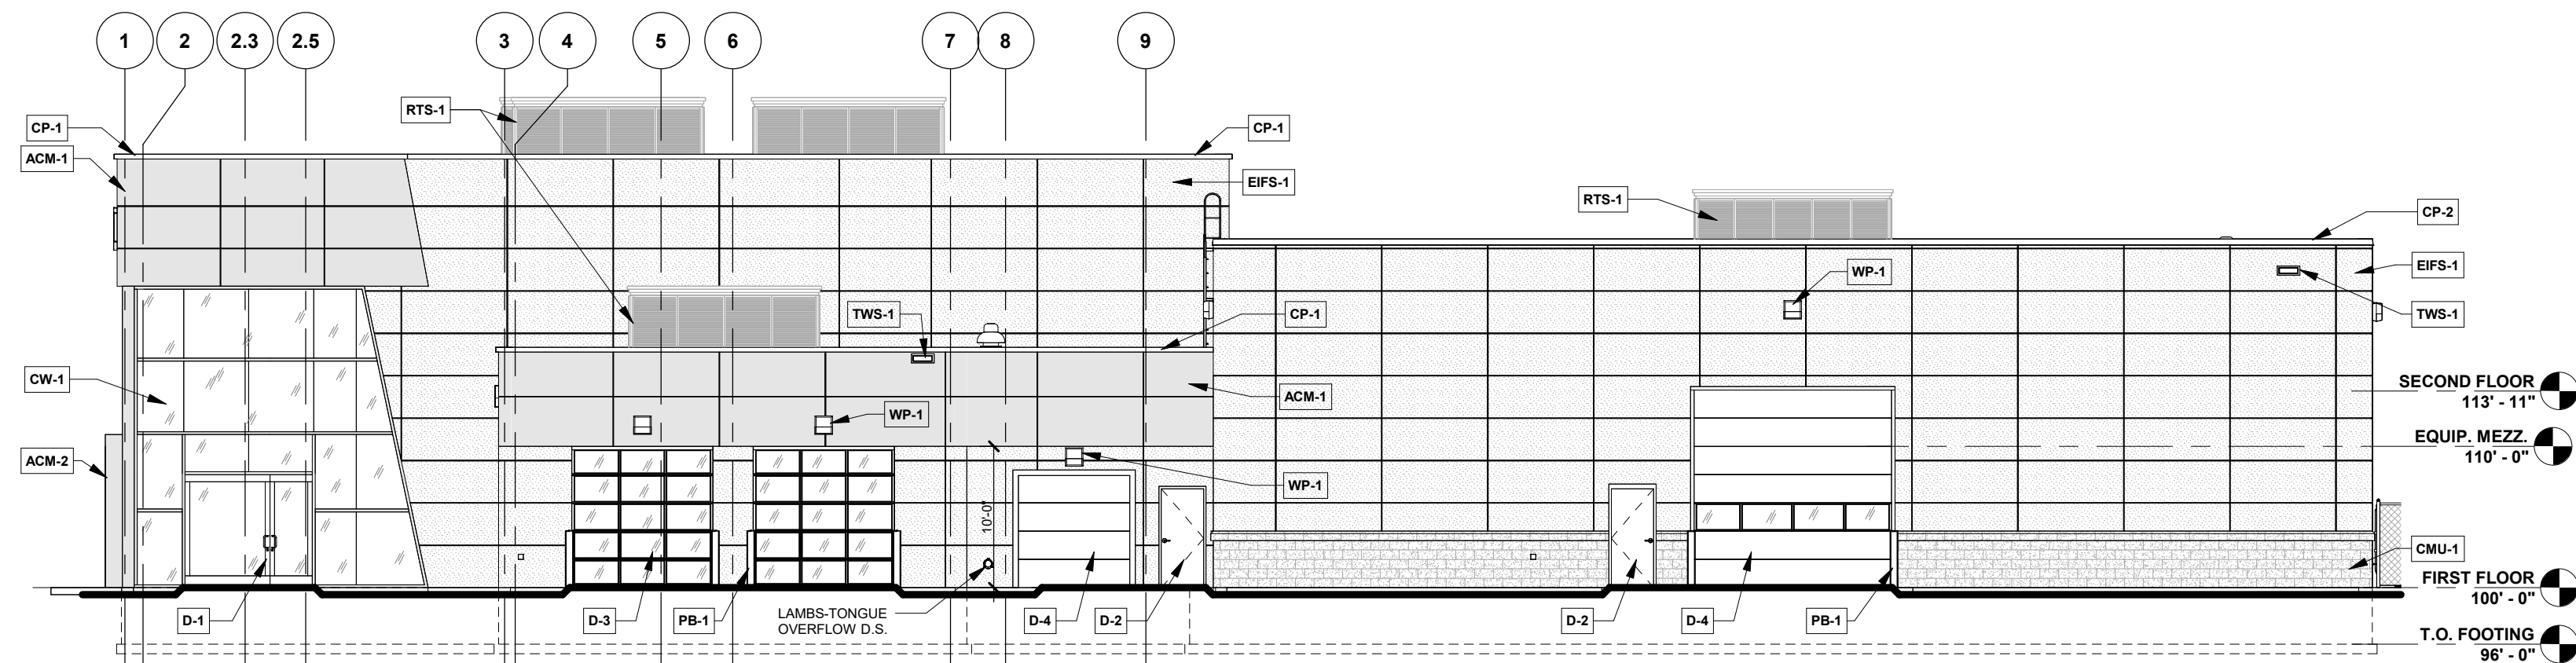 1
2
2.3
2.5
3
4
5
6
7
8
9
RTS-1
CP-1
CP-1
ACM-1
EIFS-1
RTS-1
CP-2
EIFS-1
WP-1
TWS-1
CP-1
TWS-1
CW-1
SECOND FLOOR
113' - 11"
ACM-1
WP-1
EQUIP. MEZZ.
110' - 0"
ACM-2
WP-1
10'-0"
CMU-1
FIRST FLOOR
100' - 0"
D-1
D-3
PB-1
LAMBS-TONGUE
OVERFLOW D.S.
D-4
D-2
D-2
D-4
PB-1
T.O. FOOTING
96' - 0"